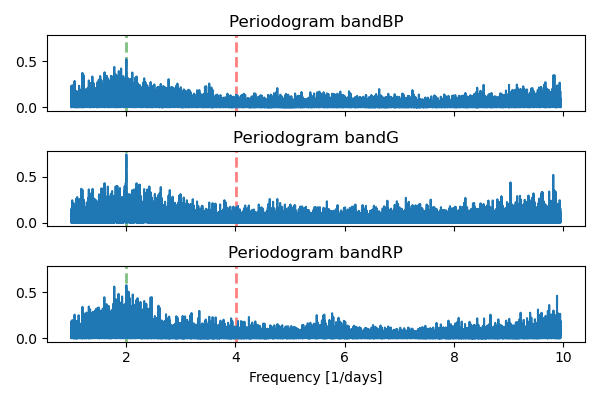 Periodogram bandBP
0.5
0.0
Periodogram bandG
0.5
0.0
Periodogram bandRP
0.5
0.0
2 4 6 8 10
Frequency [1/days]